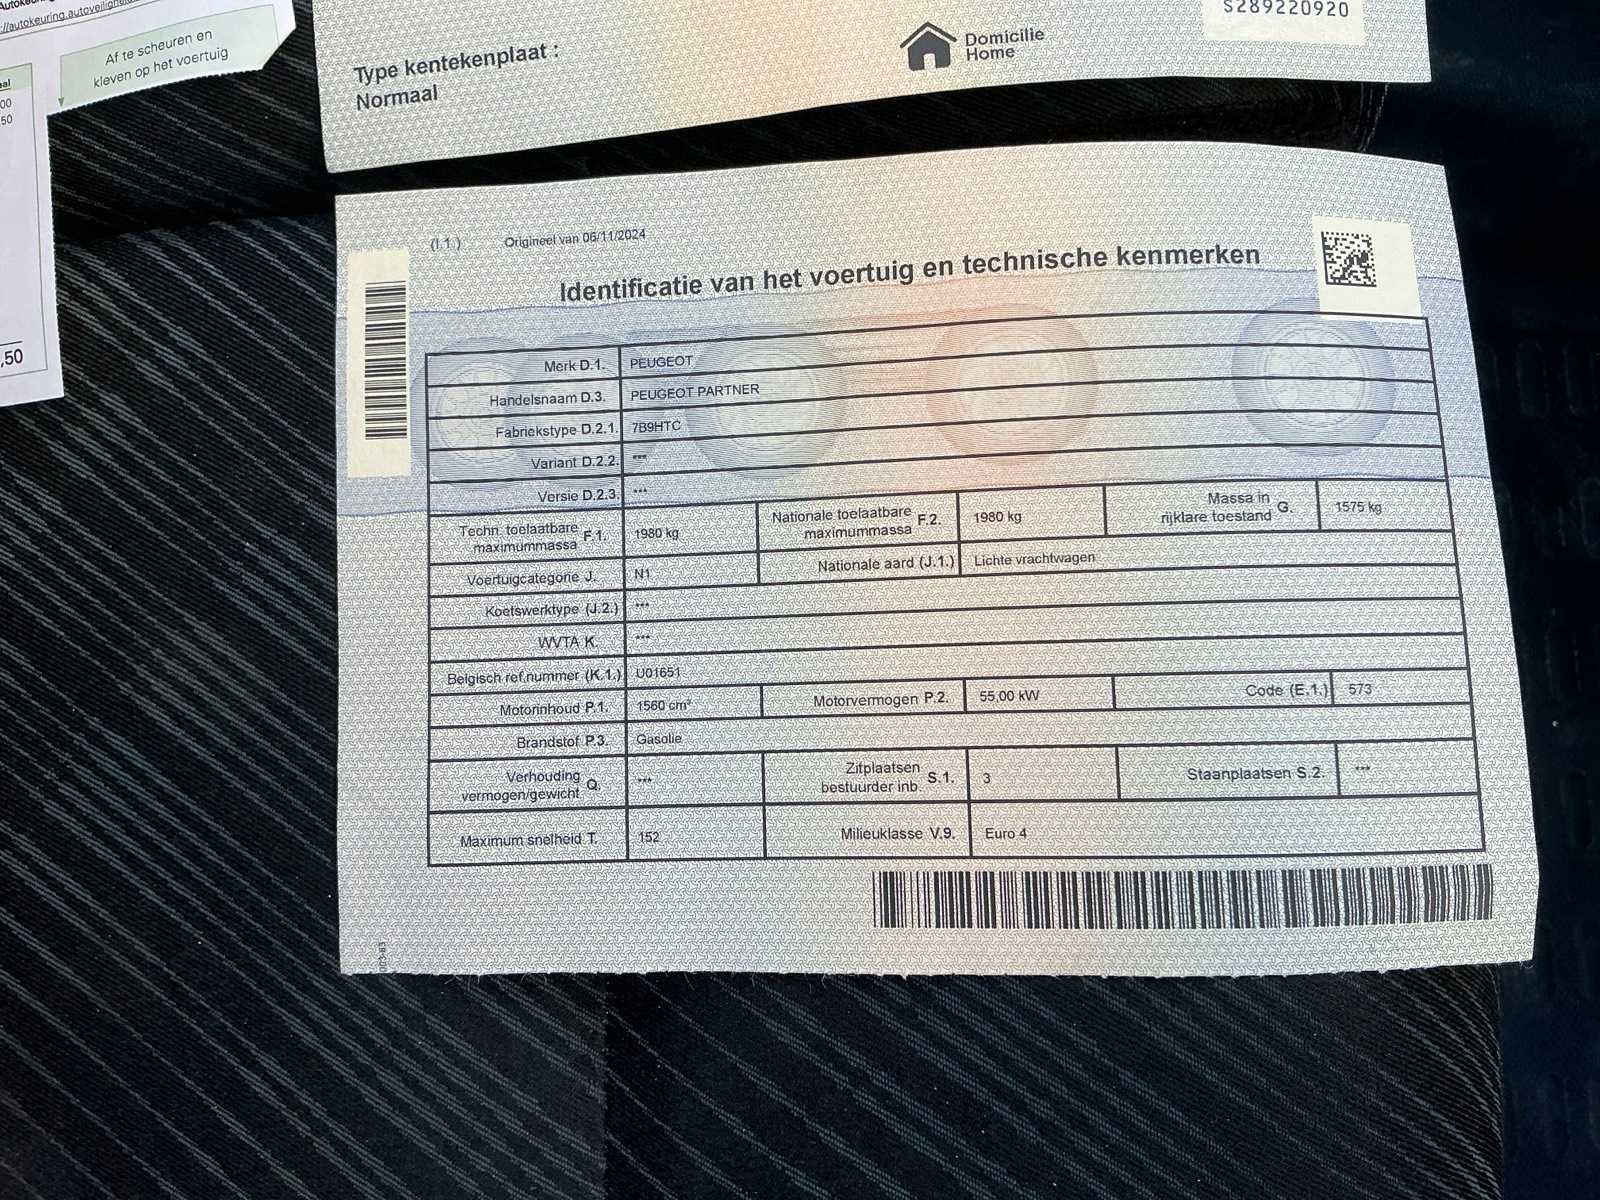 ://autokeuring.autoveiligheid
Af te scheuren en
kleven op het voertuig
00
50
,50
Type kentekenplaat :
Normaal
Domicilie
Home
S289220920
(I.1.) Origineel van 06/11/2024
Identificatie van het voertuig en technische kenmerken
Merk D.1. PEUGEOT
Handelsnaam D.3. PEUGEOT PARTNER
Fabriekstype D.2.1. 7B9HTC
Variant D.2.2. ***
Versie D.2.3. ***
Techn. toelaatbare maximummassa F.1. 1980 kg Nationale toelaatbare maximummassa F.2. 1980 kg Massa in rijklare toestand G. 1575 kg
Voertuigcategorie J. N1 Nationale aard (J.1.) Lichte vrachtwagen
Koetswerktype (J.2.) ***
WVTA K. ***
Belgisch ref.nummer (K.1.) U01651
Motorinhoud P.1. 1560 cm³ Motorvermogen P.2. 55,00 kW Code (E.1.) 573
Brandstof P.3. Gasolie
Verhouding vermogen/gewicht Q. *** Zitplaatsen bestuurder inb. S.1. 3 Staanplaatsen S.2. ***
Maximum snelheid T. 152 Milieuklasse V.9. Euro 4